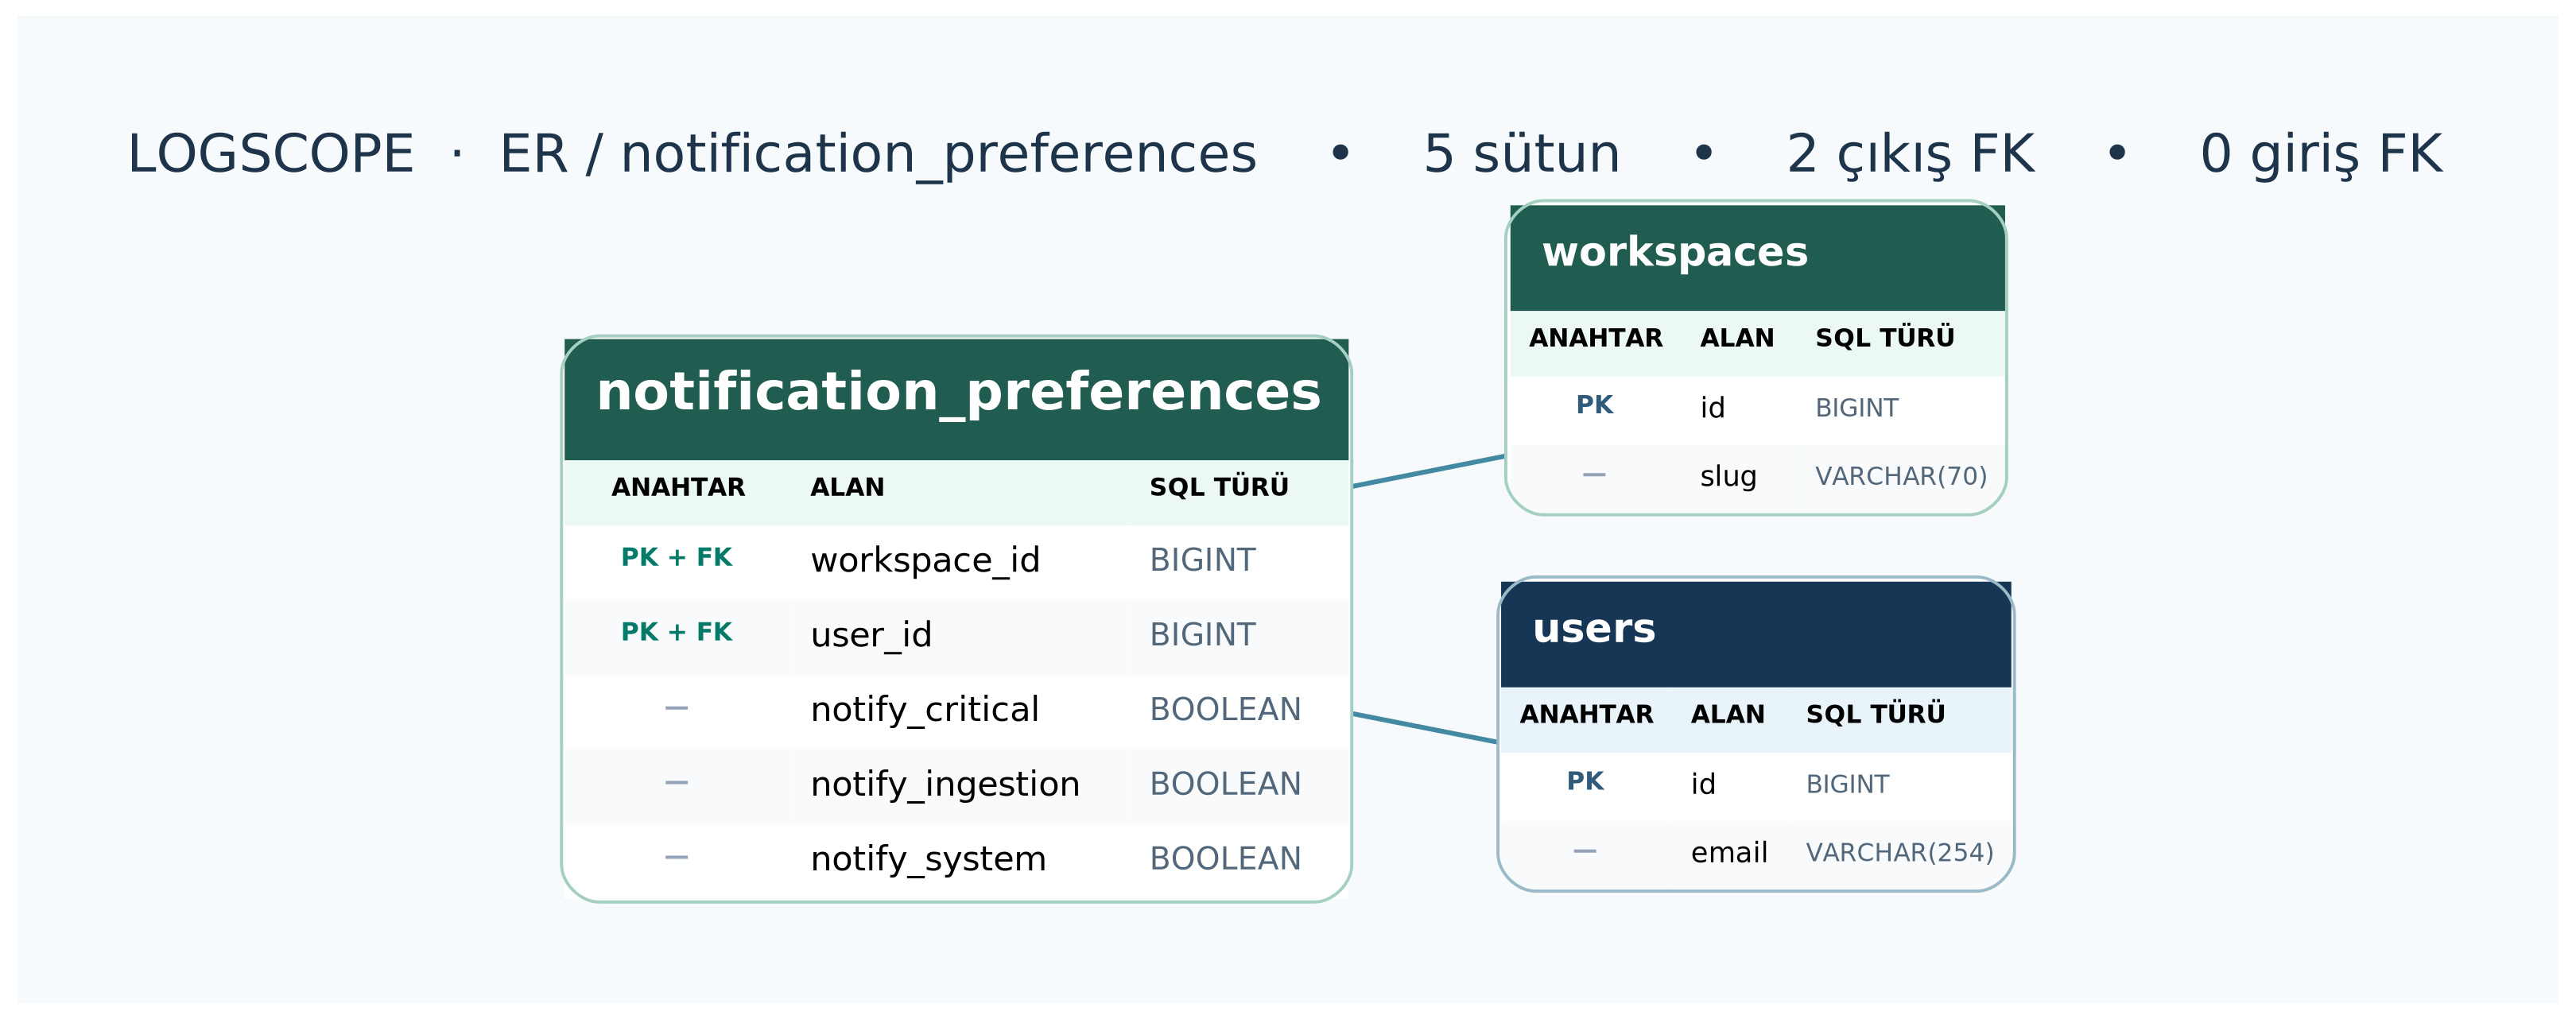 LOGSCOPE · ER / notification_preferences • 5 sütun • 2 çıkış FK • 0 giriş FK
notification_preferences
ANAHTAR ALAN SQL TÜRÜ
PK + FK workspace_id BIGINT
PK + FK user_id BIGINT
— notify_critical BOOLEAN
— notify_ingestion BOOLEAN
— notify_system BOOLEAN
workspaces
ANAHTAR ALAN SQL TÜRÜ
PK id BIGINT
— slug VARCHAR(70)
users
ANAHTAR ALAN SQL TÜRÜ
PK id BIGINT
— email VARCHAR(254)